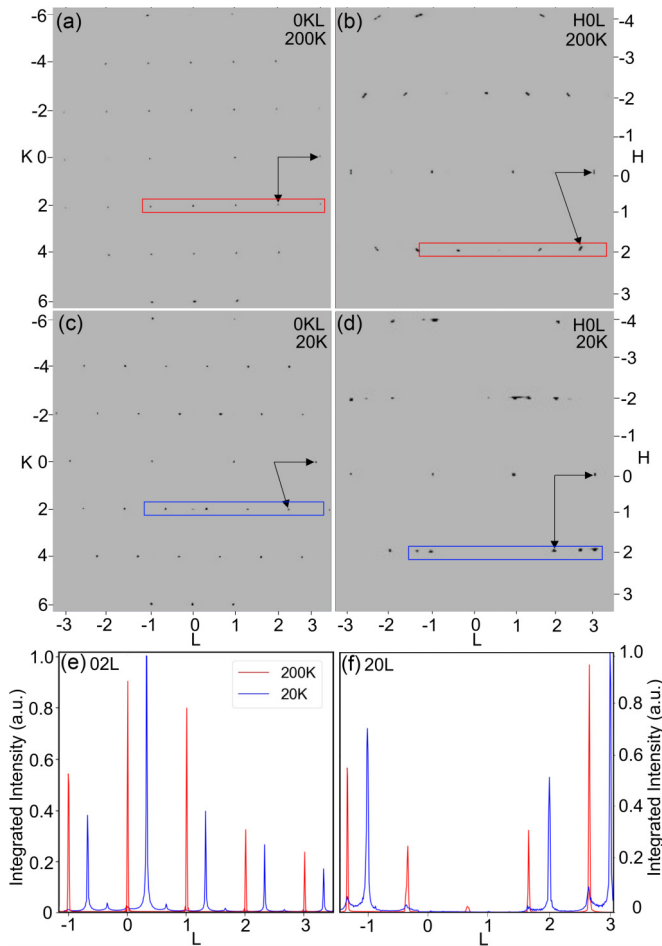 (a) 0KL 200K
-6
-4
-2
K 0
2
4
6
(b) H0L 200K
-4
-3
-2
-1
0 H
1
2
3
(c) 0KL 20K
-6
-4
-2
K 0
2
4
6
-3 -2 -1 0 1 2 3
L
(d) H0L 20K
-4
-3
-2
-1
H
0
1
2
3
-3 -2 -1 0 1 2 3
L
(e) 02L
200K
20K
Integrated Intensity (a.u.)
1.0
0.8
0.6
0.4
0.2
0
-1 0 1 2 3
L
(f) 20L
1.0
0.8
0.6
0.4
0.2
0
Integrated Intensity (a.u.)
-1 0 1 2 3
L